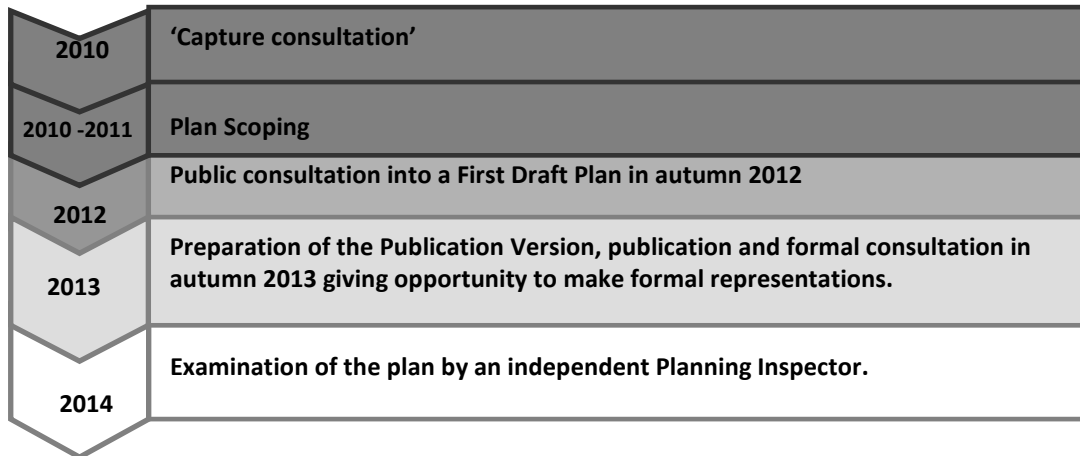 2010
‘Capture consultation’
2010 -2011
Plan Scoping
2012
Public consultation into a First Draft Plan in autumn 2012
2013
Preparation of the Publication Version, publication and formal consultation in
autumn 2013 giving opportunity to make formal representations.
2014
Examination of the plan by an independent Planning Inspector.